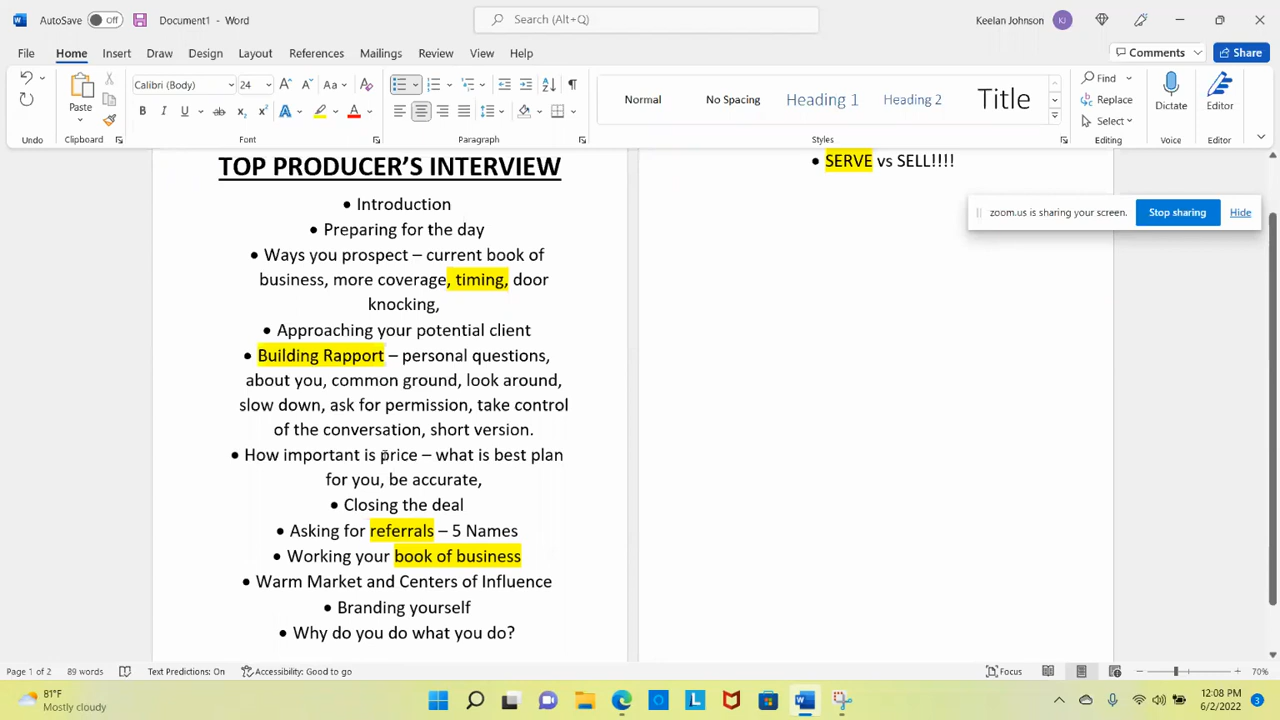 AutoSave Off Document1 - Word
Search (Alt+Q)
Keelan Johnson KJ
File Home Insert Draw Design Layout References Mailings Review View Help
Comments Share
Paste
Calibri (Body) 24
Normal No Spacing Heading 1 Heading 2 Title
Find
Replace
Select
Dictate
Editor
Undo Clipboard Font Paragraph Styles Editing Voice Editor
TOP PRODUCER'S INTERVIEW
• Introduction
• Preparing for the day
• Ways you prospect – current book of
business, more coverage, timing, door
knocking,
• Approaching your potential client
• Building Rapport – personal questions,
about you, common ground, look around,
slow down, ask for permission, take control
of the conversation, short version.
• How important is price – what is best plan
for you, be accurate,
• Closing the deal
• Asking for referrals – 5 Names
• Working your book of business
• Warm Market and Centers of Influence
• Branding yourself
• Why do you do what you do?
• SERVE vs SELL!!!!
zoom.us is sharing your screen. Stop sharing Hide
Page 1 of 2 89 words Text Predictions: On Accessibility: Good to go Focus 70%
81°F
Mostly cloudy
12:08 PM
6/2/2022
3